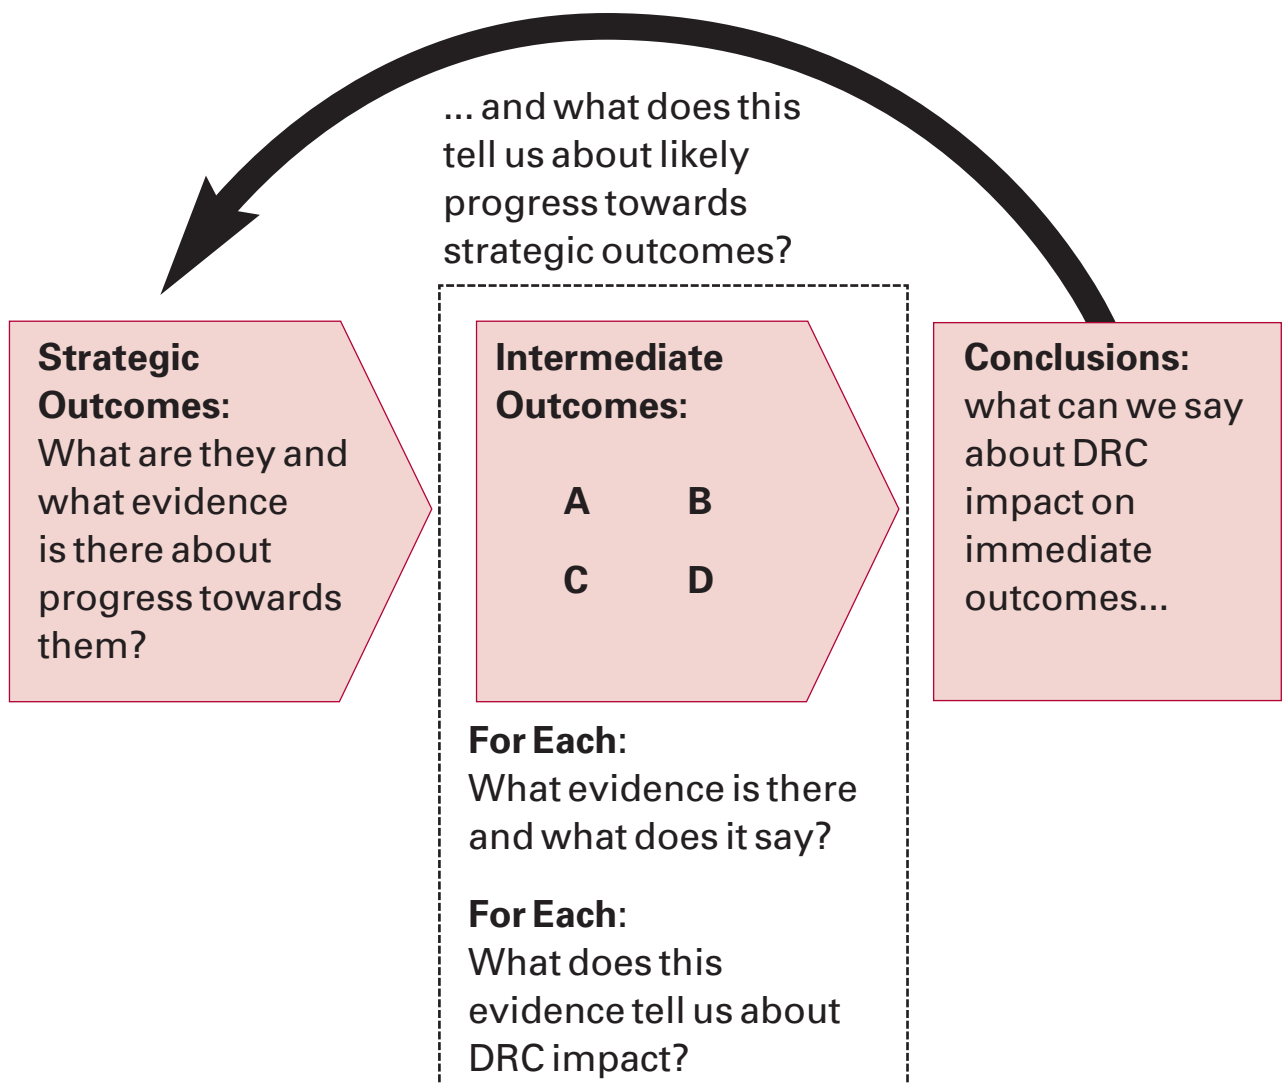 ... and what does this
tell us about likely
progress towards
strategic outcomes?
Strategic
Outcomes:
What are they and
what evidence
is there about
progress towards
them?
Intermediate
Outcomes:
A B
C D
For Each:
What evidence is there
and what does it say?
For Each:
What does this
evidence tell us about
DRC impact?
Conclusions:
what can we say
about DRC
impact on
immediate
outcomes...